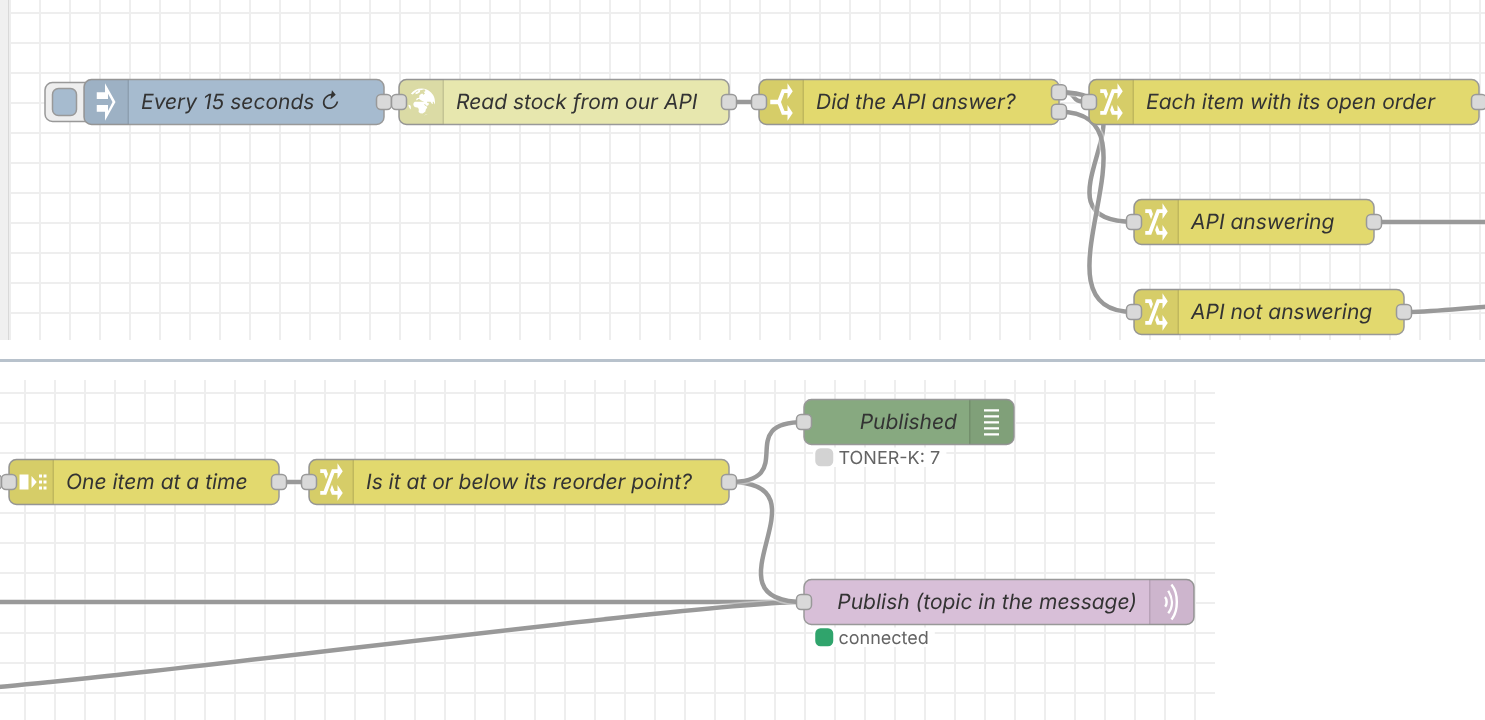 Every 15 seconds ↻
Read stock from our API
Did the API answer?
Each item with its open order
API answering
API not answering
Published
TONER-K: 7
One item at a time
Is it at or below its reorder point?
Publish (topic in the message)
connected